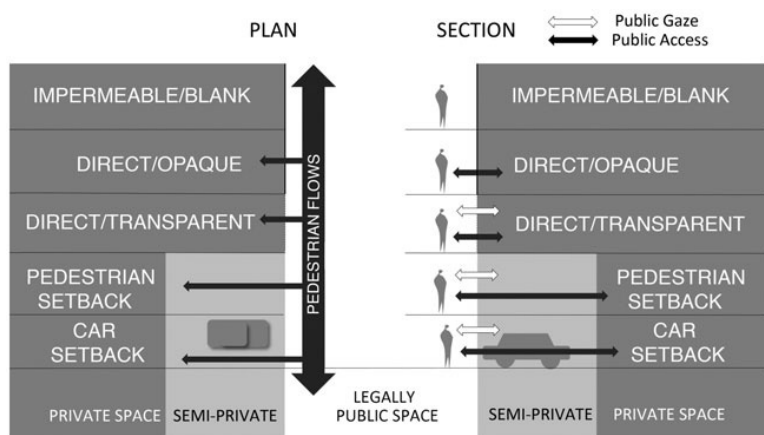 PLAN
SECTION
Public Gaze
Public Access
IMPERMEABLE/BLANK
DIRECT/OPAQUE
DIRECT/TRANSPARENT
PEDESTRIAN
SETBACK
CAR
SETBACK
PRIVATE SPACE
SEMI-PRIVATE
PEDESTRIAN FLOWS
LEGALLY
PUBLIC SPACE
IMPERMEABLE/BLANK
DIRECT/OPAQUE
DIRECT/TRANSPARENT
PEDESTRIAN
SETBACK
CAR
SETBACK
SEMI-PRIVATE
PRIVATE SPACE